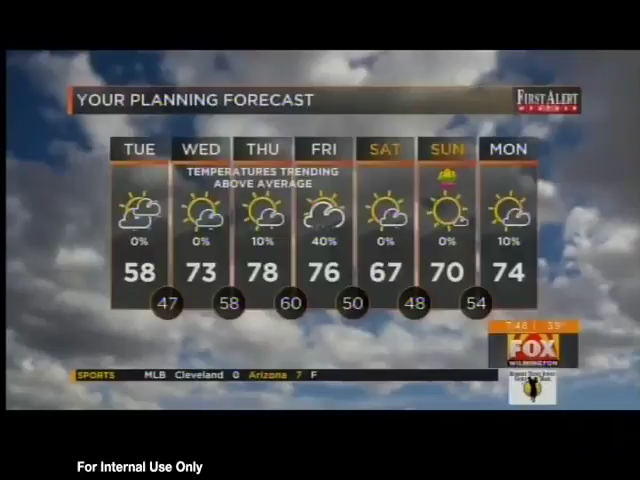 YOUR PLANNING FORECAST
FIRST ALERT
WEATHER
TUE WED THU FRI SAT SUN MON
TEMPERATURES TRENDING
ABOVE AVERAGE
0% 0% 10% 40% 0% 0% 10%
58 73 78 76 67 70 74
47 58 60 50 48 54
7:48 39°
FOX
WILMINGTON
SPORTS MLB Cleveland 0 Arizona 7 F
For Internal Use Only